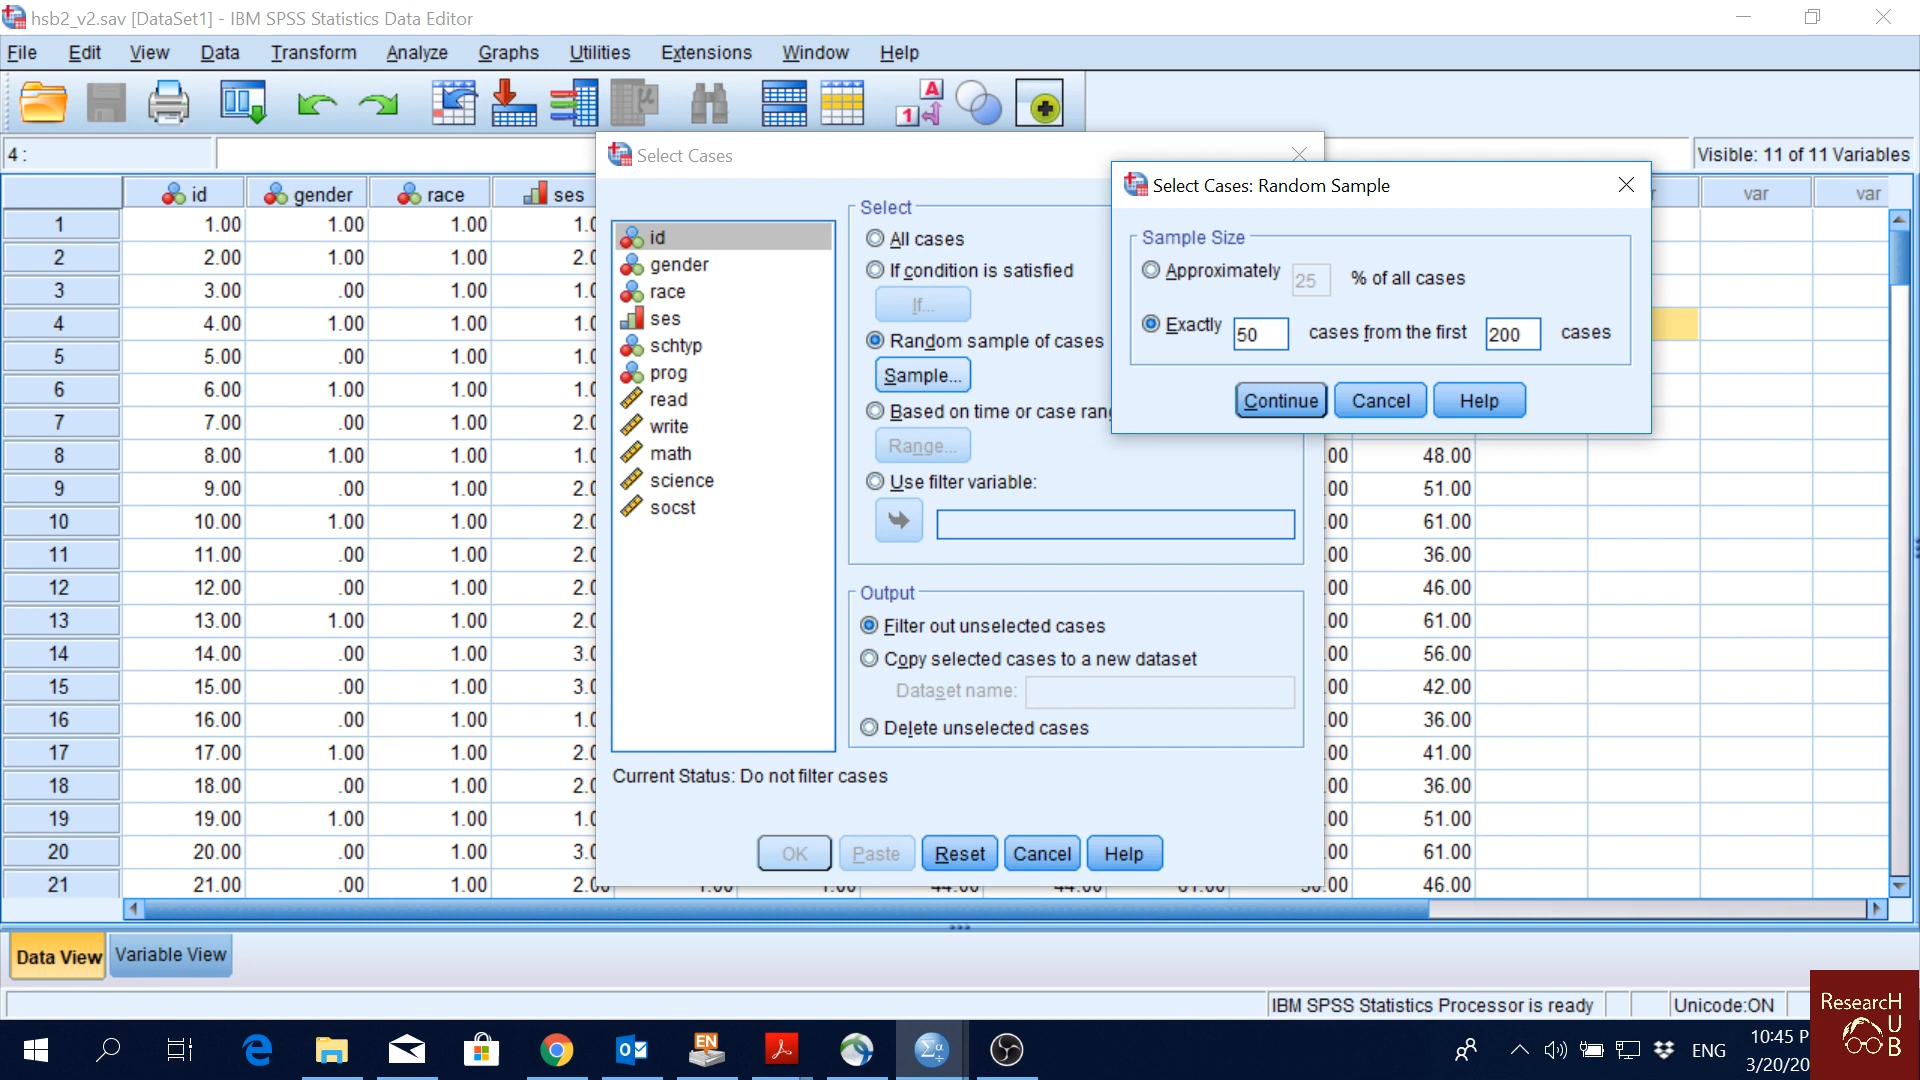 hsb2_v2.sav [DataSet1] - IBM SPSS Statistics Data Editor
File Edit View Data Transform Analyze Graphs Utilities Extensions Window Help
4 :
Visible: 11 of 11 Variables
id gender race ses var var
1 1.00 1.00 1.00
2 2.00 1.00 1.00
3 3.00 .00 1.00
4 4.00 1.00 1.00
5 5.00 .00 1.00
6 6.00 1.00 1.00
7 7.00 .00 1.00
8 8.00 1.00 1.00 48.00
9 9.00 .00 1.00 51.00
10 10.00 1.00 1.00 61.00
11 11.00 .00 1.00 36.00
12 12.00 .00 1.00 46.00
13 13.00 1.00 1.00 61.00
14 14.00 .00 1.00 56.00
15 15.00 .00 1.00 42.00
16 16.00 .00 1.00 36.00
17 17.00 1.00 1.00 41.00
18 18.00 .00 1.00 36.00
19 19.00 1.00 1.00 51.00
20 20.00 .00 1.00 61.00
21 21.00 .00 1.00 46.00
Select Cases
id
gender
race
ses
schtyp
prog
read
write
math
science
socst
Select
All cases
If condition is satisfied
If...
Random sample of cases
Sample...
Based on time or case rang
Range...
Use filter variable:
Output
Filter out unselected cases
Copy selected cases to a new dataset
Dataset name:
Delete unselected cases
Current Status: Do not filter cases
OK Paste Reset Cancel Help
Select Cases: Random Sample
Sample Size
Approximately 25 % of all cases
Exactly 50 cases from the first 200 cases
Continue Cancel Help
Data View Variable View
IBM SPSS Statistics Processor is ready
Unicode:ON
EN
ENG
10:45 P
3/20/20
ResearcH
U
B